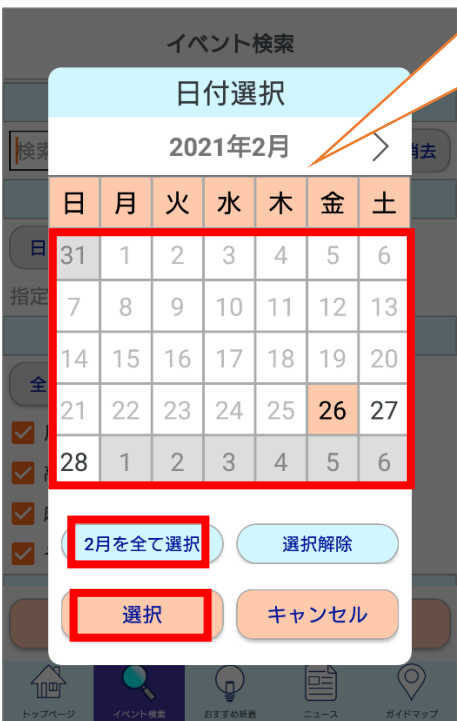 イベント検索
日付選択
2021年2月
検索
消去
日 月 火 水 木 金 土
日
31 1 2 3 4 5 6
指定
7 8 9 10 11 12 13
14 15 16 17 18 19 20
全
21 22 23 24 25 26 27
28 1 2 3 4 5 6
2月を全て選択 選択解除
選択 キャンセル
トップページ イベント検索 おすすめ新着 ニュース ガイドマップ